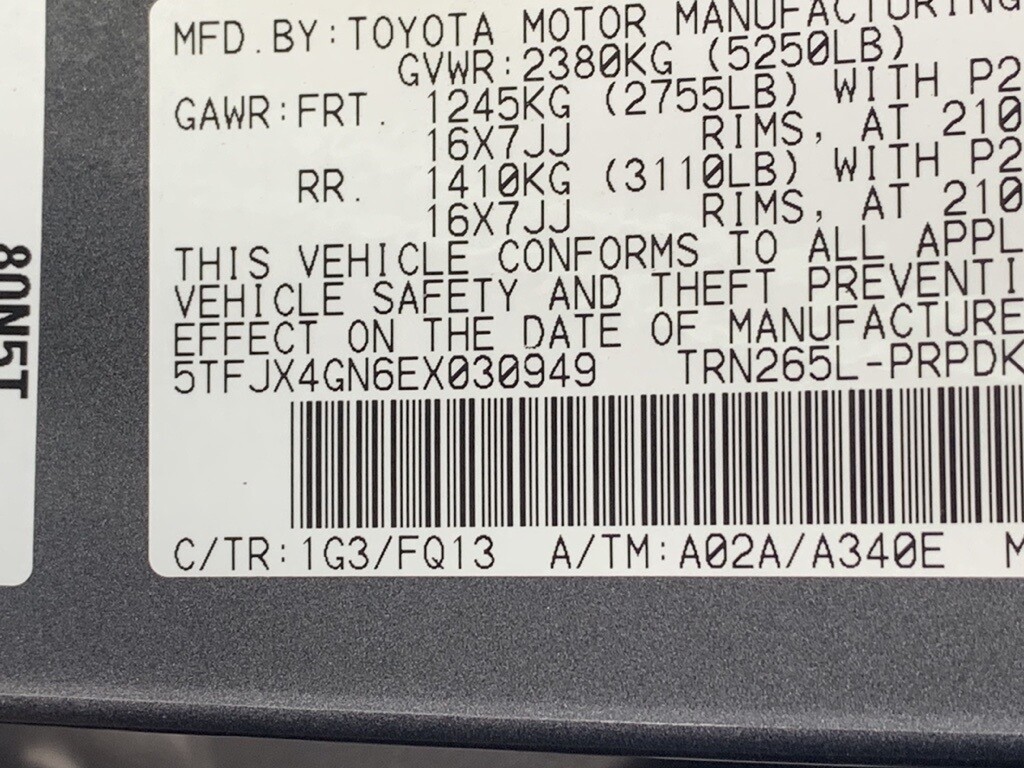 MFD.BY:TOYOTA MOTOR MANUFACTURING
GVWR:2380KG (5250LB)
GAWR:FRT. 1245KG (2755LB) WITH P2
16X7JJ RIMS, AT 210
RR. 1410KG (3110LB) WITH P2
16X7JJ RIMS, AT 210
THIS VEHICLE CONFORMS TO ALL APPL
VEHICLE SAFETY AND THEFT PREVENTI
EFFECT ON THE DATE OF MANUFACTURE
5TFJX4GN6EX030949 TRN265L-PRPDK
C/TR:1G3/FQ13 A/TM:A02A/A340E M
80N5T